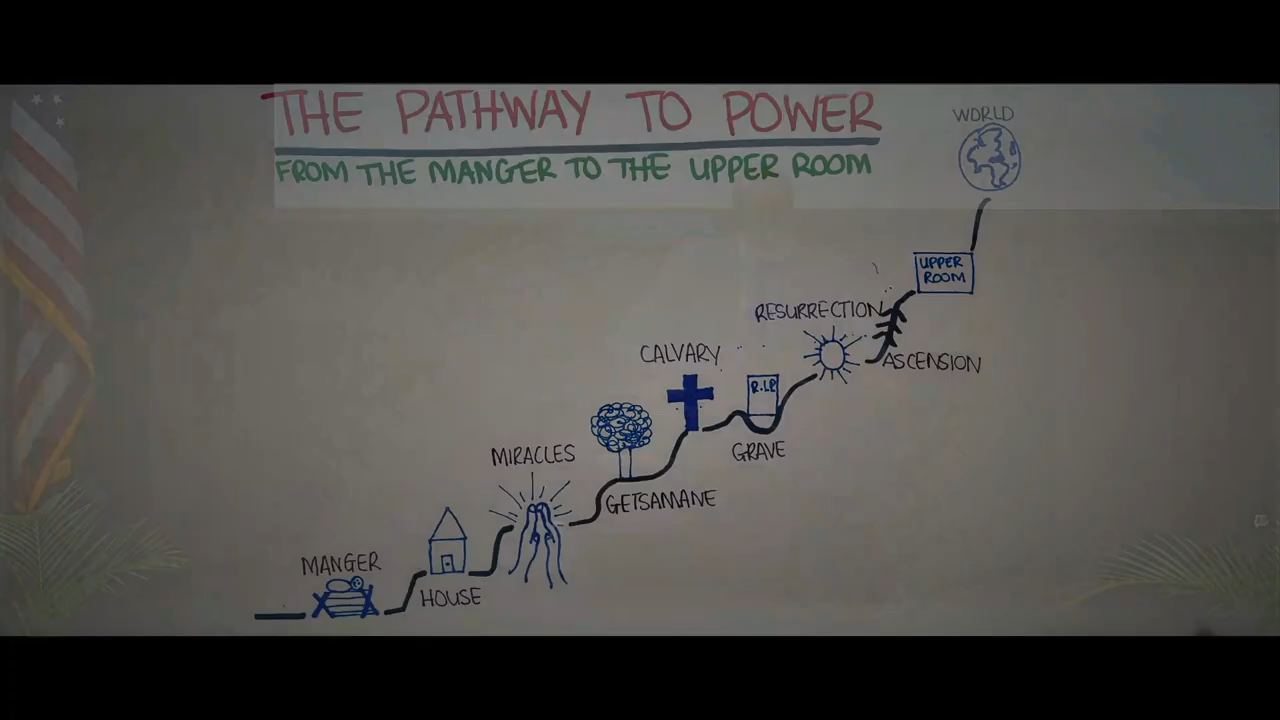 THE PATHWAY TO POWER
FROM THE MANGER TO THE UPPER ROOM
WORLD
UPPER
ROOM
RESURRECTION
ASCENSION
CALVARY
R.I.P
GRAVE
MIRACLES
GETSAMANE
MANGER
HOUSE